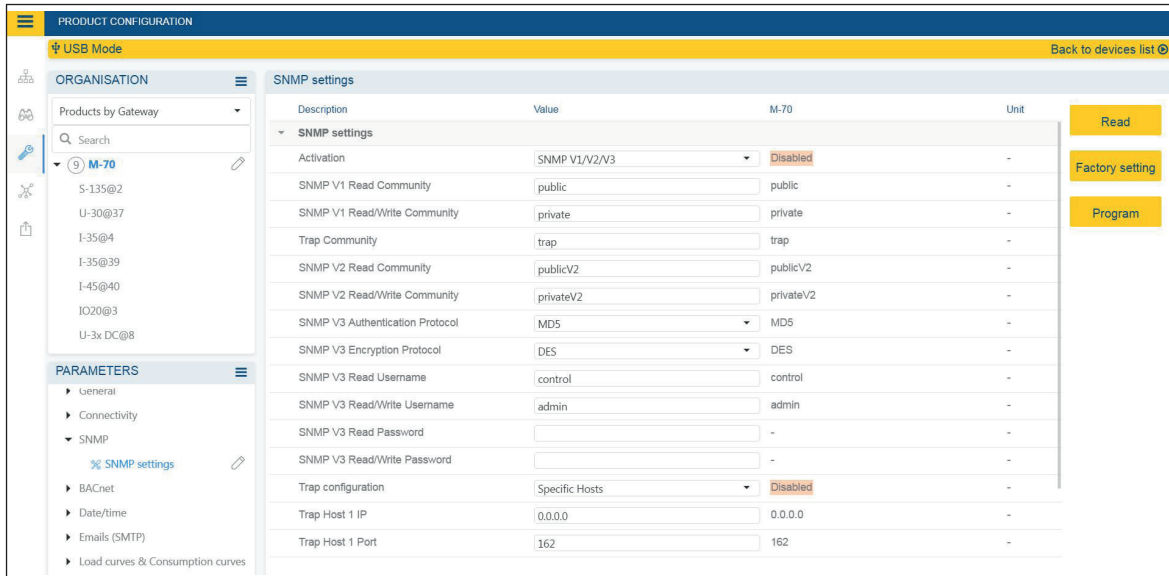 PRODUCT CONFIGURATION
USB Mode
Back to devices list
ORGANISATION
Products by Gateway
Search
9 M-70
S-135@2
U-30@37
I-35@4
I-35@39
I-45@40
IO20@3
U-3x DC@8
PARAMETERS
General
Connectivity
SNMP
SNMP settings
BACnet
Date/time
Emails (SMTP)
Load curves & Consumption curves
SNMP settings
Description Value M-70 Unit
SNMP settings
Activation SNMP V1/V2/V3 Disabled -
SNMP V1 Read Community public public -
SNMP V1 Read/Write Community private private -
Trap Community trap trap -
SNMP V2 Read Community publicV2 publicV2 -
SNMP V2 Read/Write Community privateV2 privateV2 -
SNMP V3 Authentication Protocol MD5 MD5 -
SNMP V3 Encryption Protocol DES DES -
SNMP V3 Read Username control control -
SNMP V3 Read/Write Username admin admin -
SNMP V3 Read Password - -
SNMP V3 Read/Write Password - -
Trap configuration Specific Hosts Disabled -
Trap Host 1 IP 0.0.0.0 0.0.0.0 -
Trap Host 1 Port 162 162 -
Read
Factory setting
Program